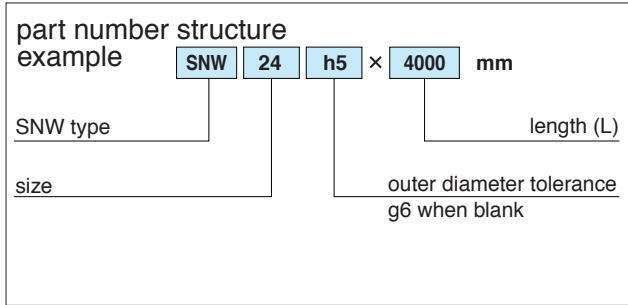 part number structure
example SNW 24 h5 × 4000 mm
SNW type length (L)
size outer diameter tolerance
g6 when blank